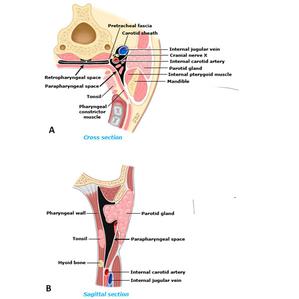 Pretracheal fascia
Carotid sheath
Internal jugular vein
Cranial nerve X
Internal carotid artery
Parotid gland
Internal pterygoid muscle
Mandible
Retropharyngeal space
Parapharyngeal space
Tonsil
Pharyngeal
constrictor
muscle
A
Cross section
Pharyngeal wall
Parotid gland
Tonsil
Parapharyngeal space
Hyoid bone
Internal carotid artery
Internal jugular vein
B
Sagittal section